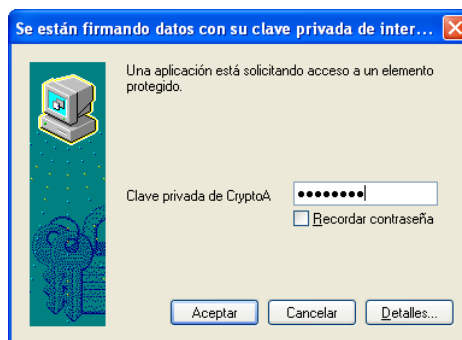 Se están firmando datos con su clave privada de inter...
Una aplicación está solicitando acceso a un elemento
protegido.
Clave privada de CryptoA
••••••••
Recordar contraseña
Aceptar
Cancelar
Detalles...